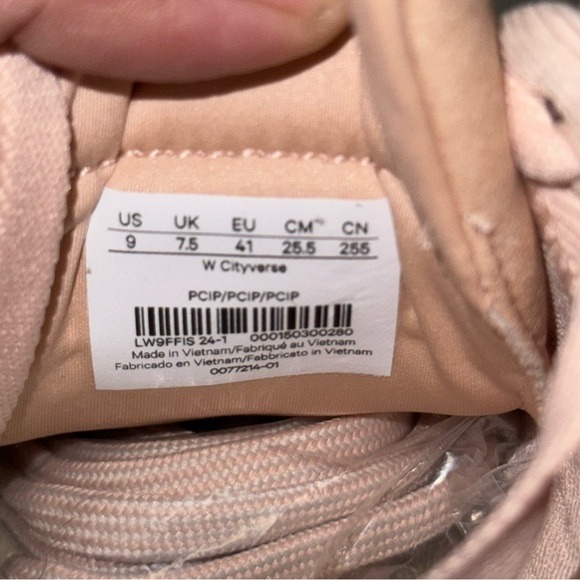 US UK EU CM CN
9 7.5 41 25.5 255
W Cityverse
PCIP/PCIP/PCIP
LW9FFIS 24-1 000150300280
Made in Vietnam/Fabriqué au Vietnam
Fabricado en Vietnam/Fabbricato in Vietnam
0077214-01